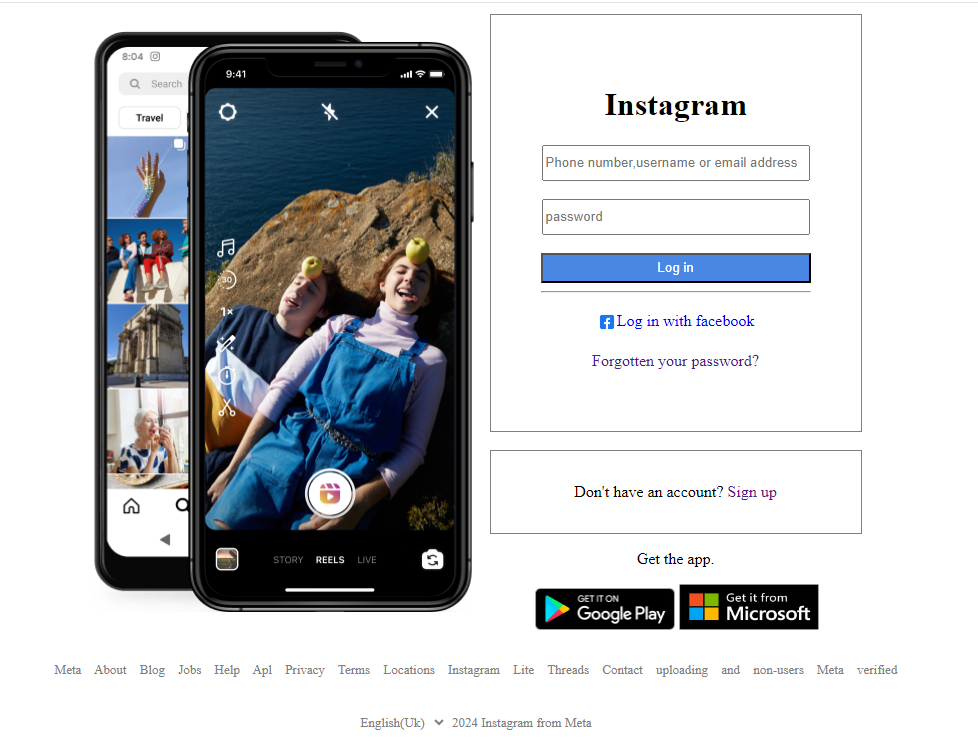 8:04
Search
Travel
9:41
30
1×
STORY REELS LIVE
Instagram
Phone number,username or email address
password
Log in
Log in with facebook
Forgotten your password?
Don't have an account? Sign up
Get the app.
GET IT ON
Google Play
Get it from
Microsoft
Meta About Blog Jobs Help Apl Privacy Terms Locations Instagram Lite Threads Contact uploading and non-users Meta verified
English(Uk) 2024 Instagram from Meta